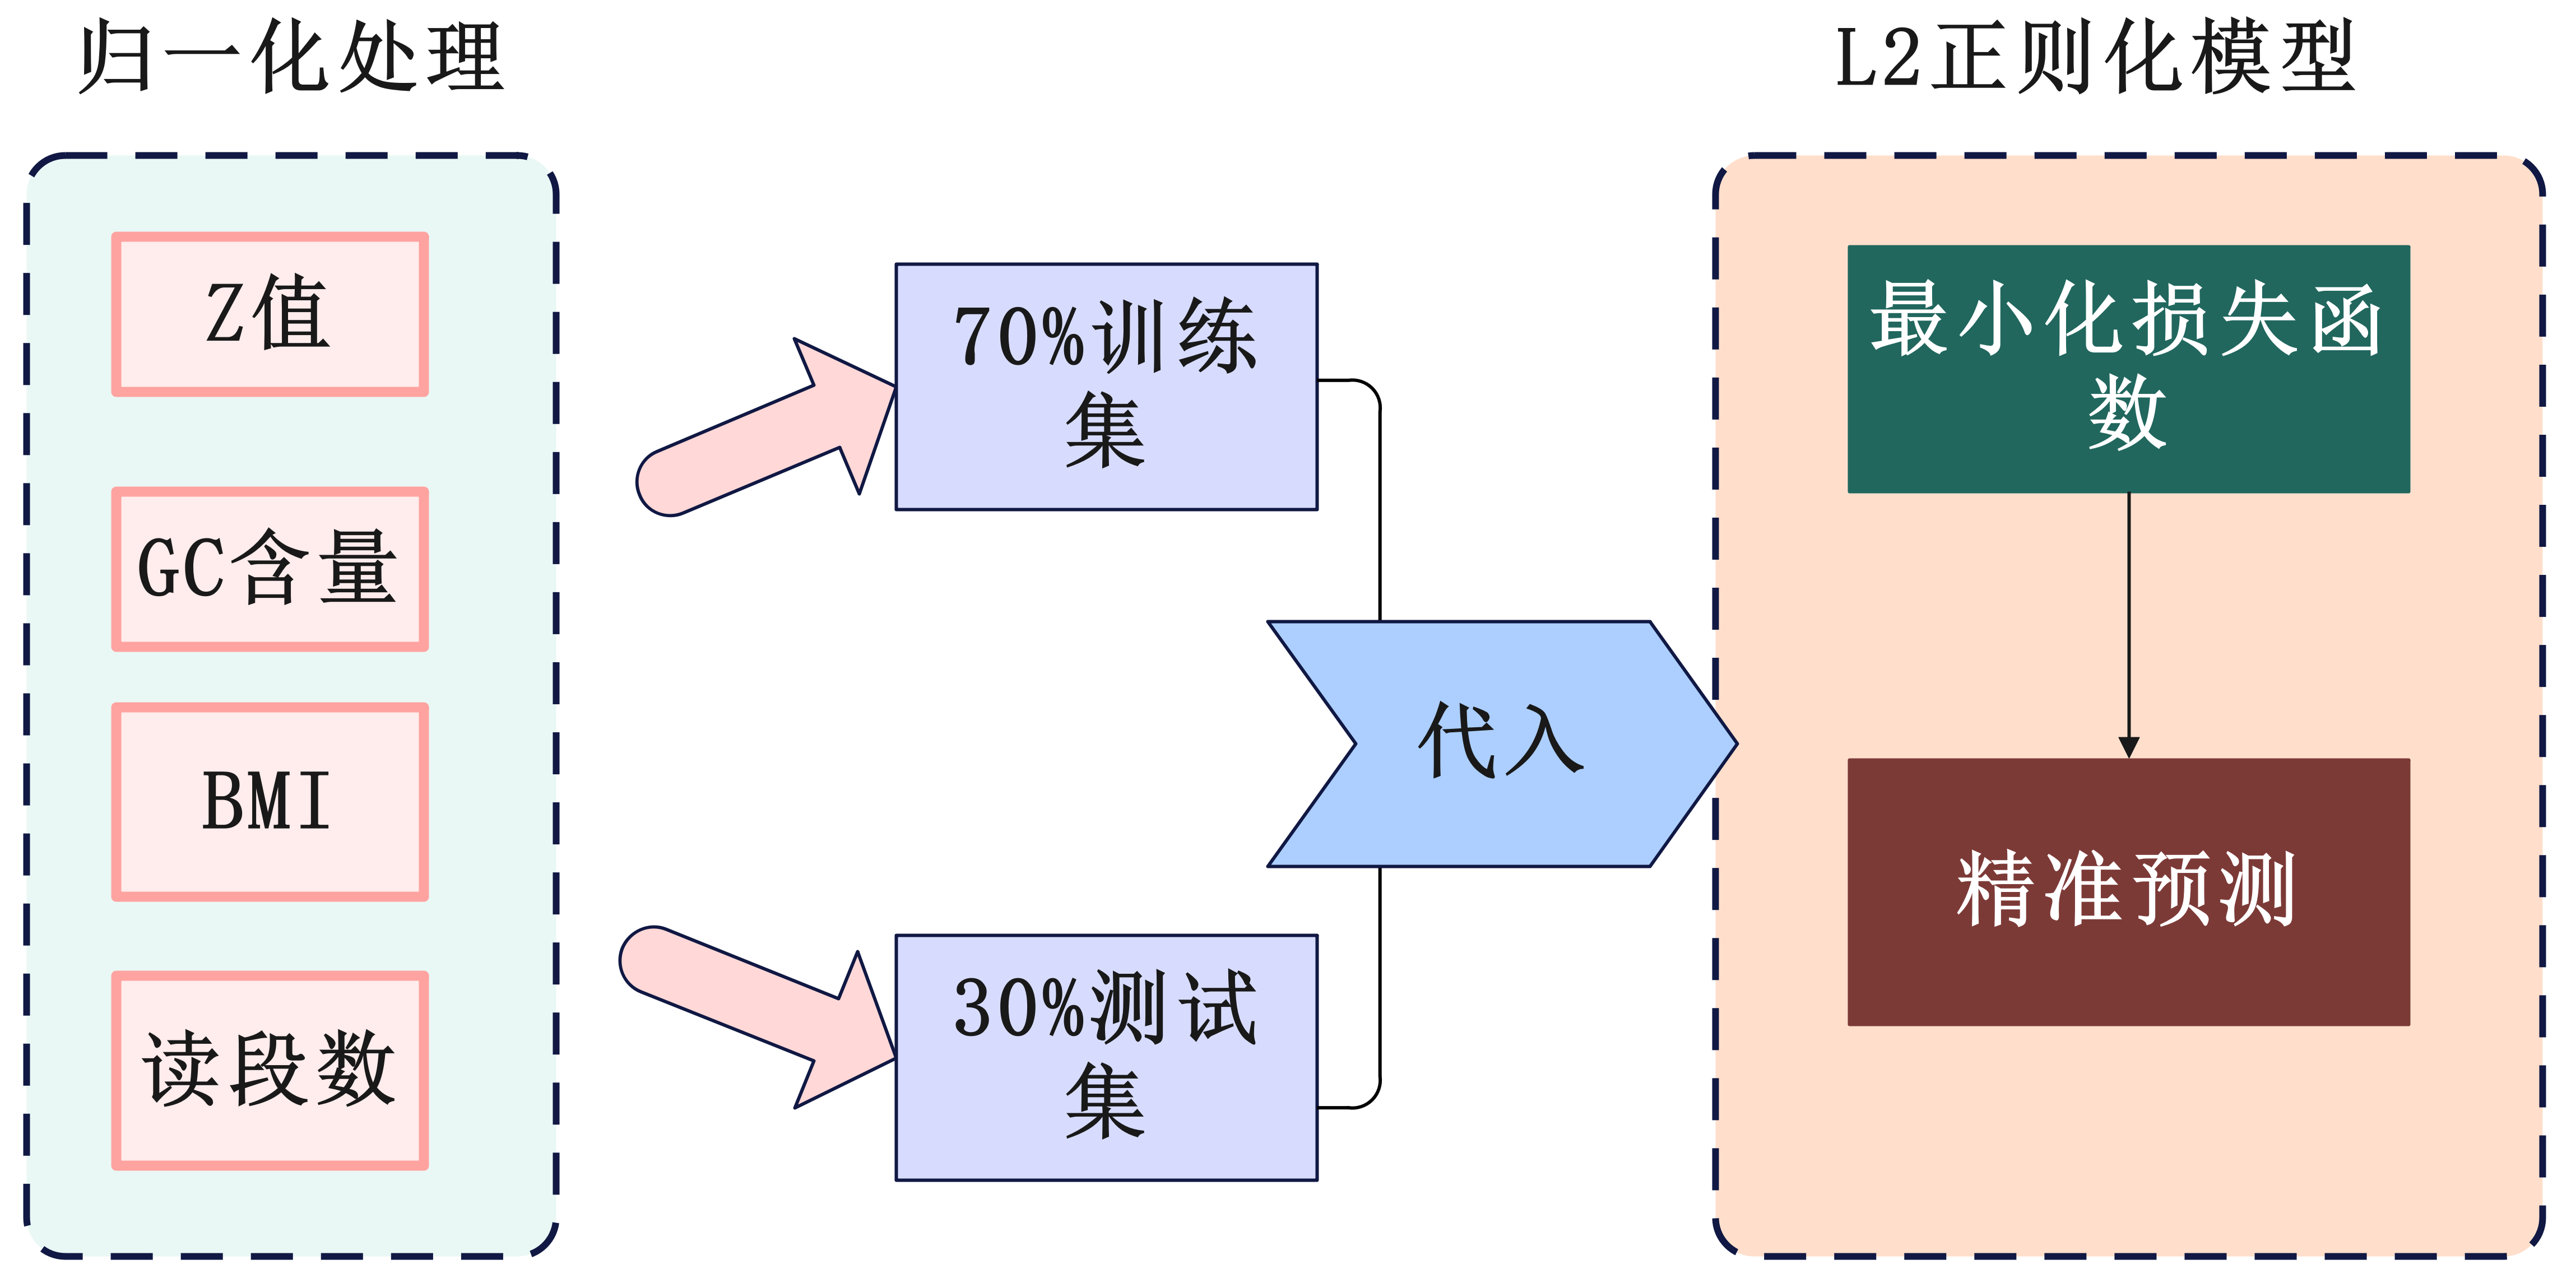 归一化处理
Z值
GC含量
BMI
读段数
70%训练
集
30%测试
集
代入
L2正则化模型
最小化损失函
数
精准预测